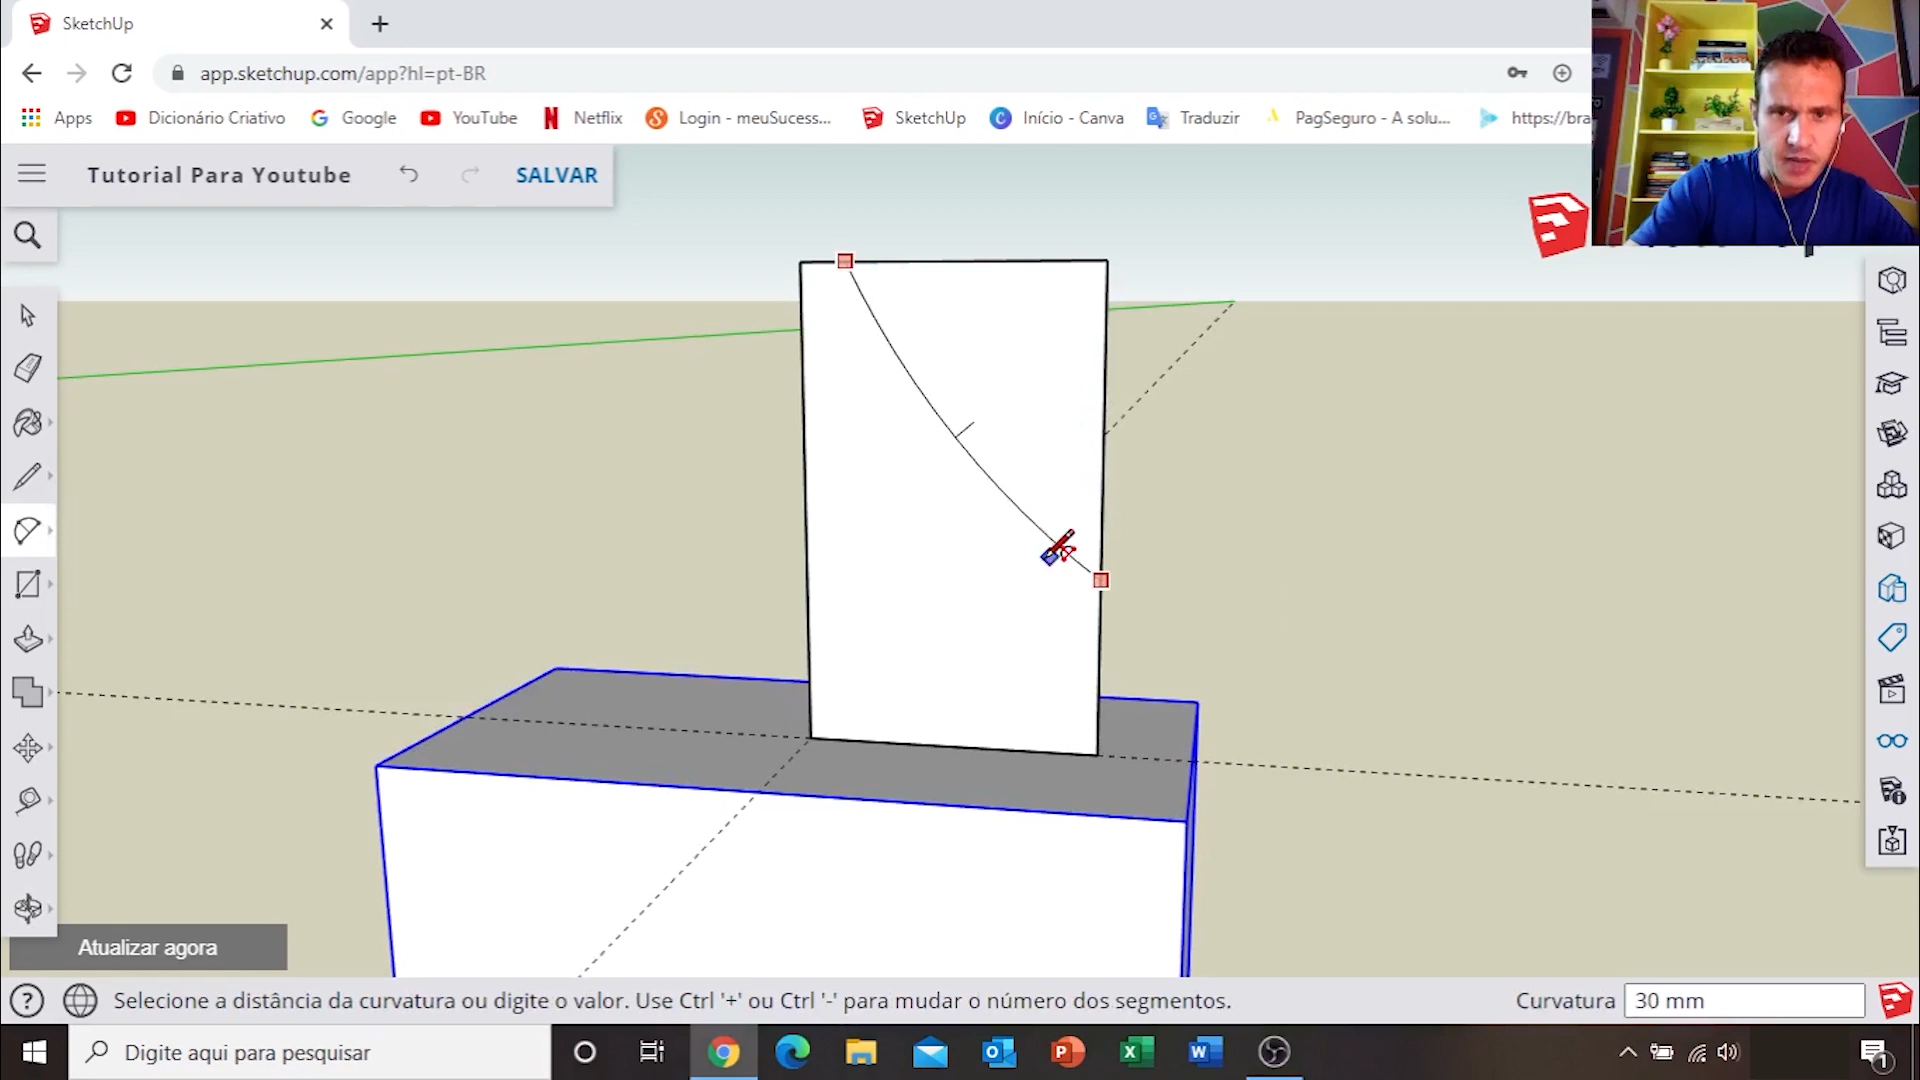 SketchUp
app.sketchup.com/app?hl=pt-BR
Apps Dicionário Criativo Google YouTube Netflix Login - meuSucess... SketchUp Início - Canva Traduzir PagSeguro - A solu... https://bra
Tutorial Para Youtube SALVAR
Atualizar agora
Selecione a distância da curvatura ou digite o valor. Use Ctrl '+' ou Ctrl '-' para mudar o número dos segmentos. Curvatura 30 mm
Digite aqui para pesquisar
1